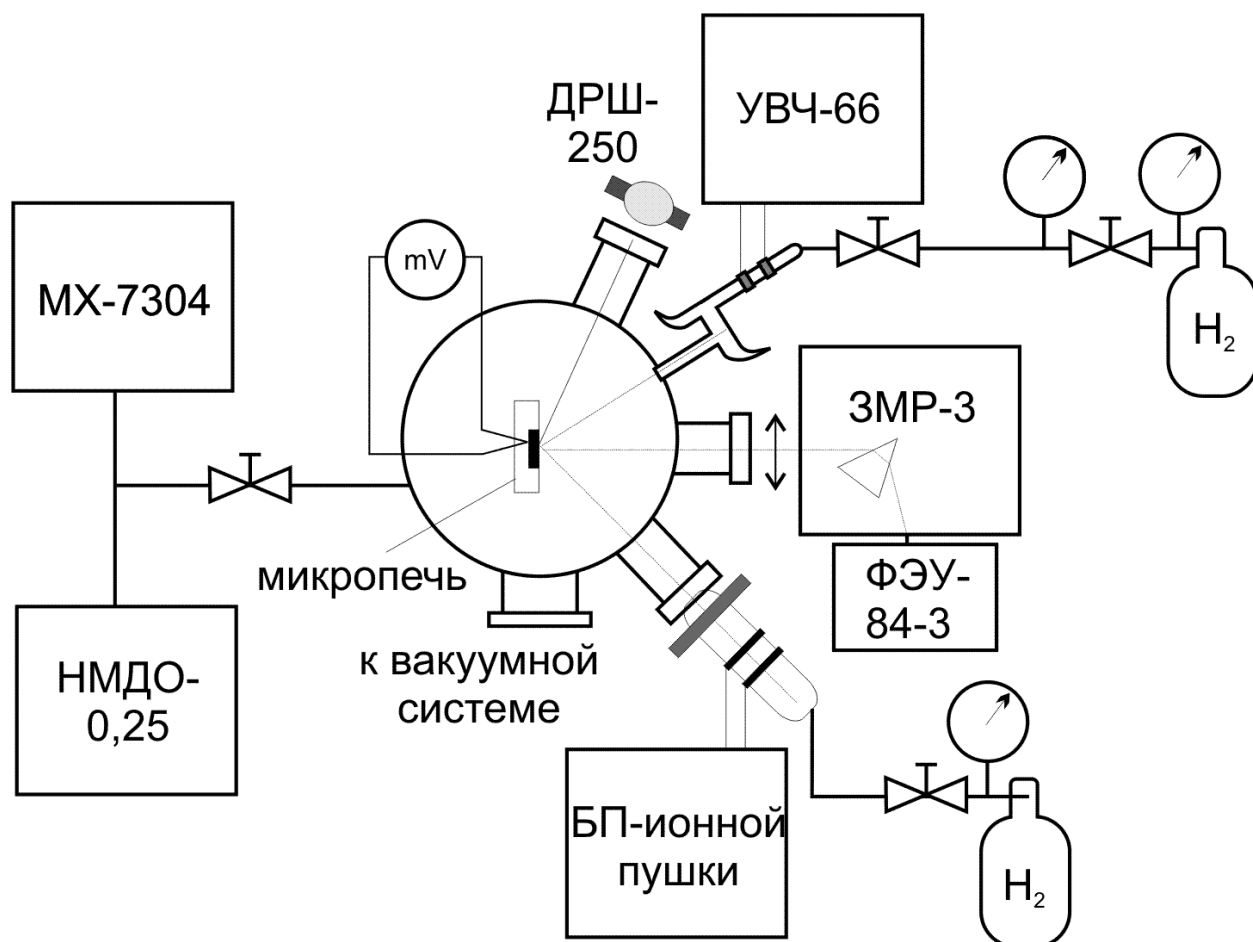 ДРШ-
250
УВЧ-66
mV
МХ-7304
H₂
ЗМР-3
микропечь
ФЭУ-
84-3
к вакуумной
системе
НМДО-
0,25
БП-ионной
пушки
H₂